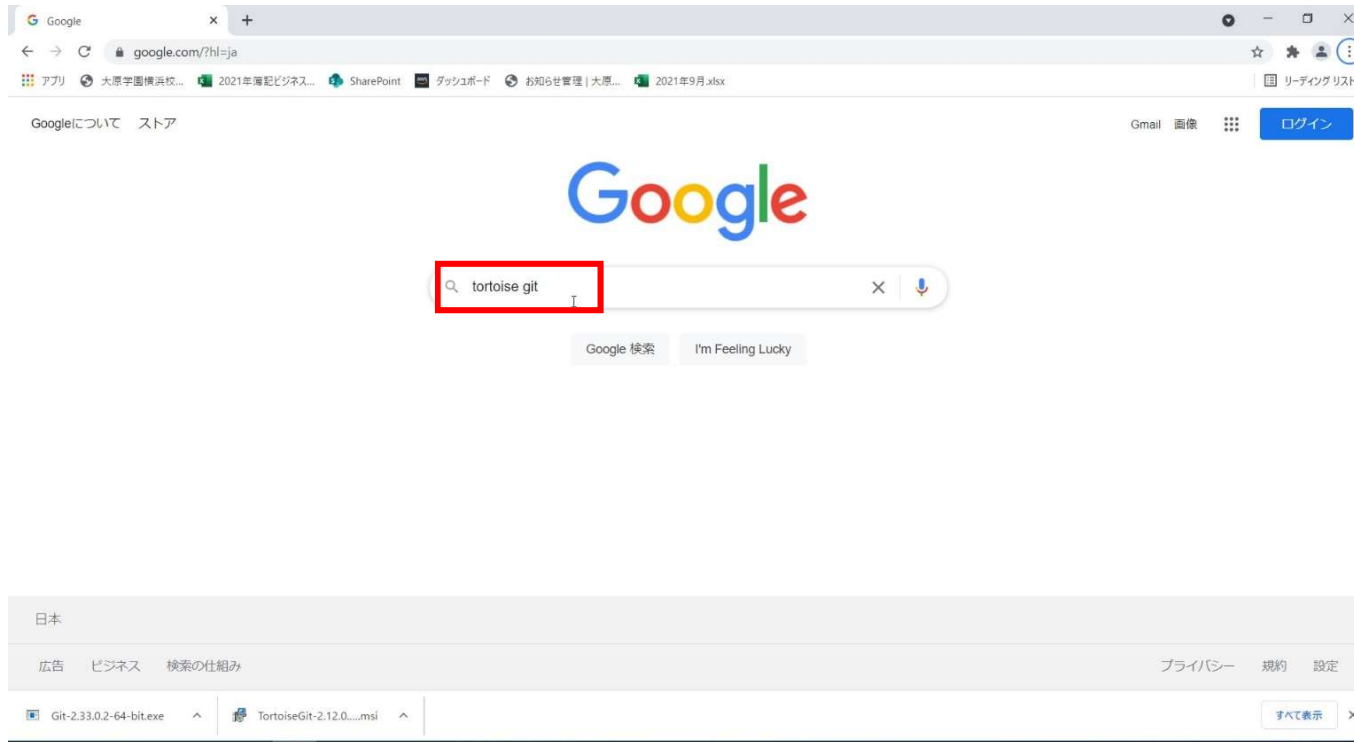 Google
google.com/?hl=ja
アプリ 大原学園横浜校... 2021年簿記ビジネス... SharePoint ダッシュボード お知らせ管理 | 大原... 2021年9月.xlsx リーディング リスト
Googleについて ストア Gmail 画像 ログイン
Google
tortoise git
Google 検索 I'm Feeling Lucky
日本
広告 ビジネス 検索の仕組み プライバシー 規約 設定
Git-2.33.0.2-64-bit.exe TortoiseGit-2.12.0.....msi すべて表示